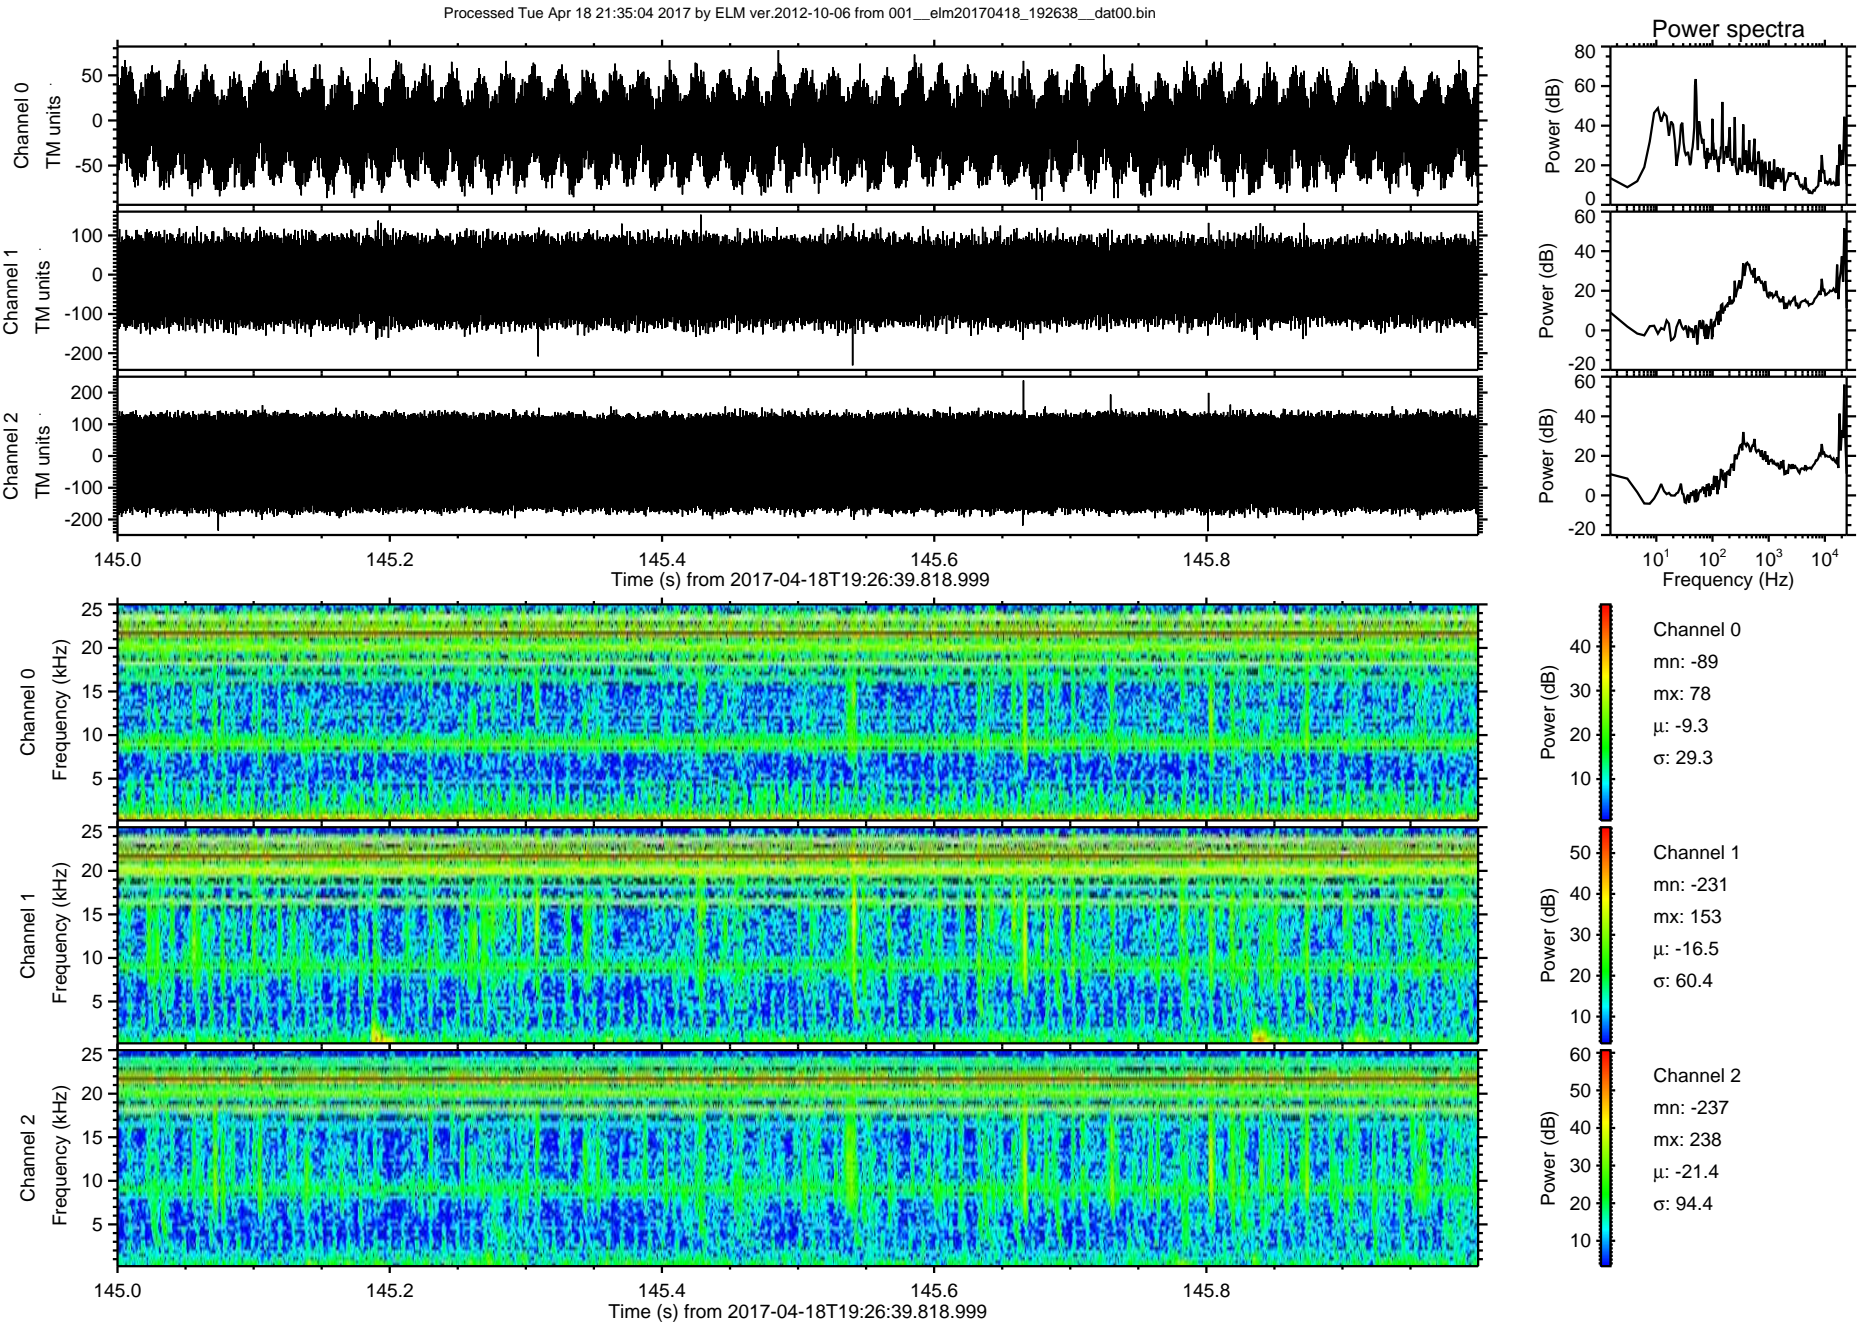 Processed Tue Apr 18 21:35:04 2017 by ELM ver.2012-10-06 from 001__elm20170418_192638__dat00.bin
Power spectra
Channel 0
TM units
50
0
-50
Power (dB)
80
60
40
20
0
Channel 1
TM units
100
0
-100
-200
Power (dB)
60
40
20
0
-20
Channel 2
TM units
200
100
0
-100
-200
Power (dB)
60
40
20
0
-20
145.0 145.2 145.4 145.6 145.8
Time (s) from 2017-04-18T19:26:39.818.999
10^1 10^2 10^3 10^4
Frequency (Hz)
Channel 0
Frequency (kHz)
25
20
15
10
5
Power (dB)
40
30
20
10
Channel 0
mn: -89
mx: 78
μ: -9.3
σ: 29.3
Channel 1
Frequency (kHz)
25
20
15
10
5
Power (dB)
50
40
30
20
10
Channel 1
mn: -231
mx: 153
μ: -16.5
σ: 60.4
Channel 2
Frequency (kHz)
25
20
15
10
5
Power (dB)
60
50
40
30
20
10
Channel 2
mn: -237
mx: 238
μ: -21.4
σ: 94.4
145.0 145.2 145.4 145.6 145.8
Time (s) from 2017-04-18T19:26:39.818.999